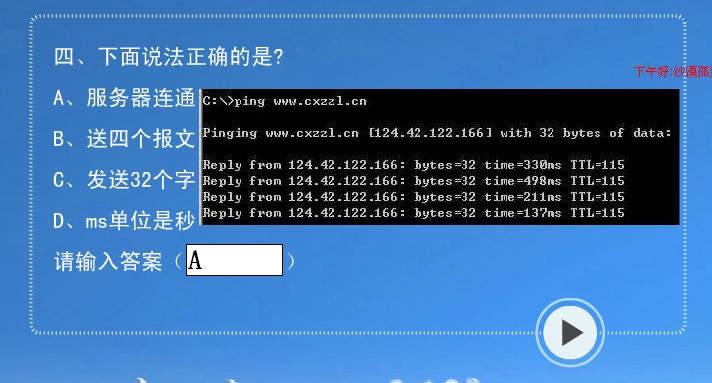 四、下面说法正确的是?
下午好:沙漠孤
A、服务器连通
B、送四个报文
C、发送32个字
D、ms单位是秒
C:\>ping www.cxzzl.cn
Pinging www.cxzzl.cn [124.42.122.166] with 32 bytes of data:
Reply from 124.42.122.166: bytes=32 time=330ms TTL=115
Reply from 124.42.122.166: bytes=32 time=498ms TTL=115
Reply from 124.42.122.166: bytes=32 time=211ms TTL=115
Reply from 124.42.122.166: bytes=32 time=137ms TTL=115
请输入答案（A）